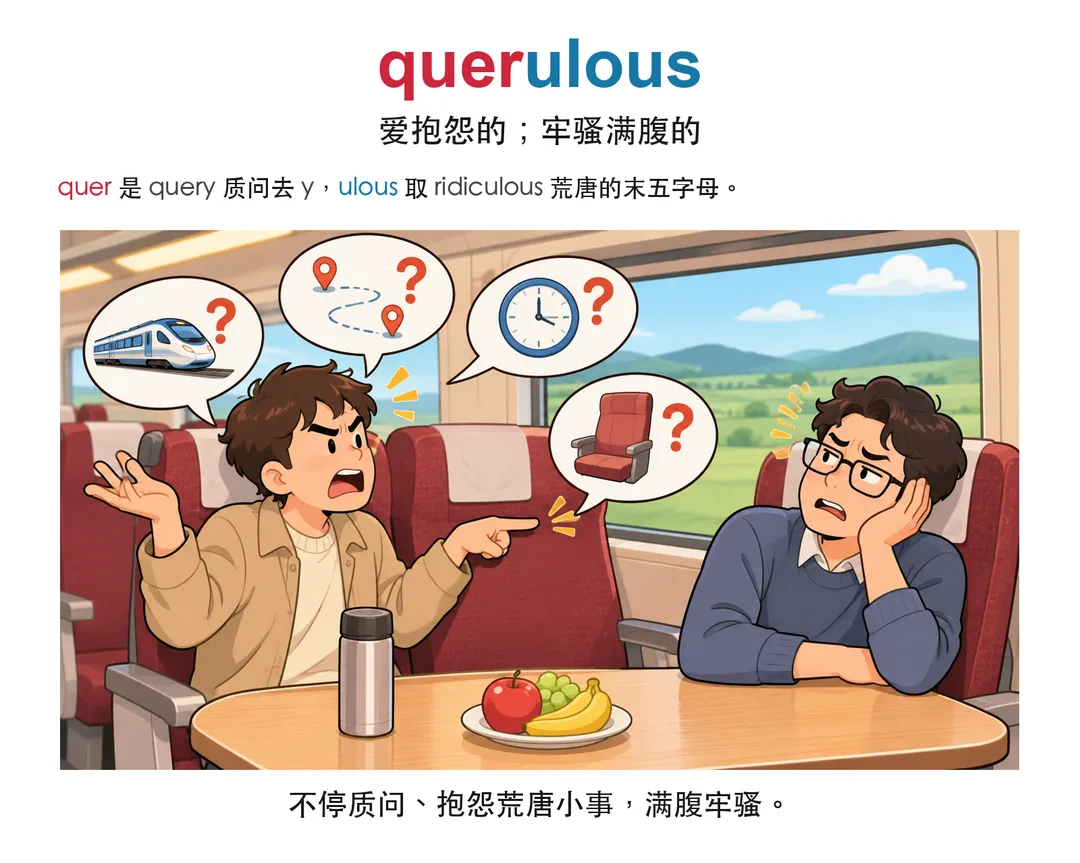 querulous
爱抱怨的；牢骚满腹的
quer 是 query 质问去 y，ulous 取 ridiculous 荒唐的末五字母。
?
?
?
?
不停质问、抱怨荒唐小事，满腹牢骚。